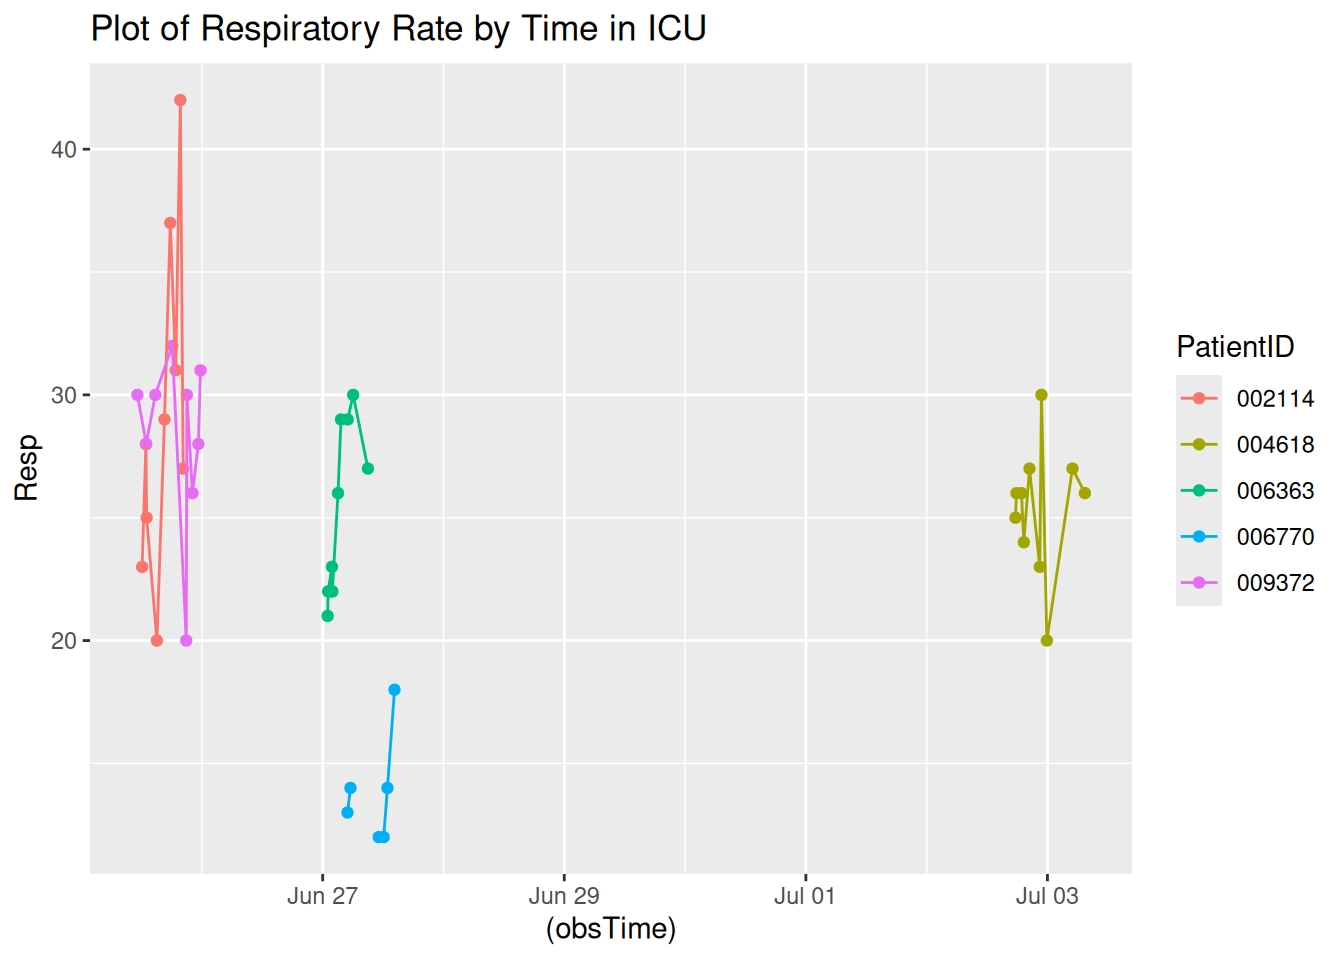 Plot of Respiratory Rate by Time in ICU
40
30
20
Resp
Jun 27
Jun 29
Jul 01
Jul 03
(obsTime)
PatientID
002114
004618
006363
006770
009372